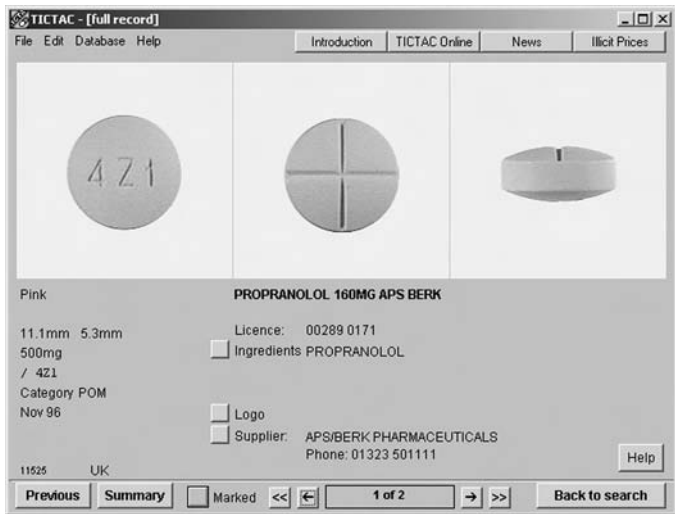 TICTAC - [full record]
File Edit Database Help Introduction TICTAC Online News Illicit Prices
4Z1
Pink PROPRANOLOL 160MG APS BERK
11.1mm 5.3mm Licence: 00289 0171
500mg Ingredients PROPRANOLOL
/ 4Z1
Category POM
Nov 96 Logo
Supplier: APS/BERK PHARMACEUTICALS
Phone: 01323 501111
Help
11525 UK
Previous Summary Marked << ← 1 of 2 → >> Back to search